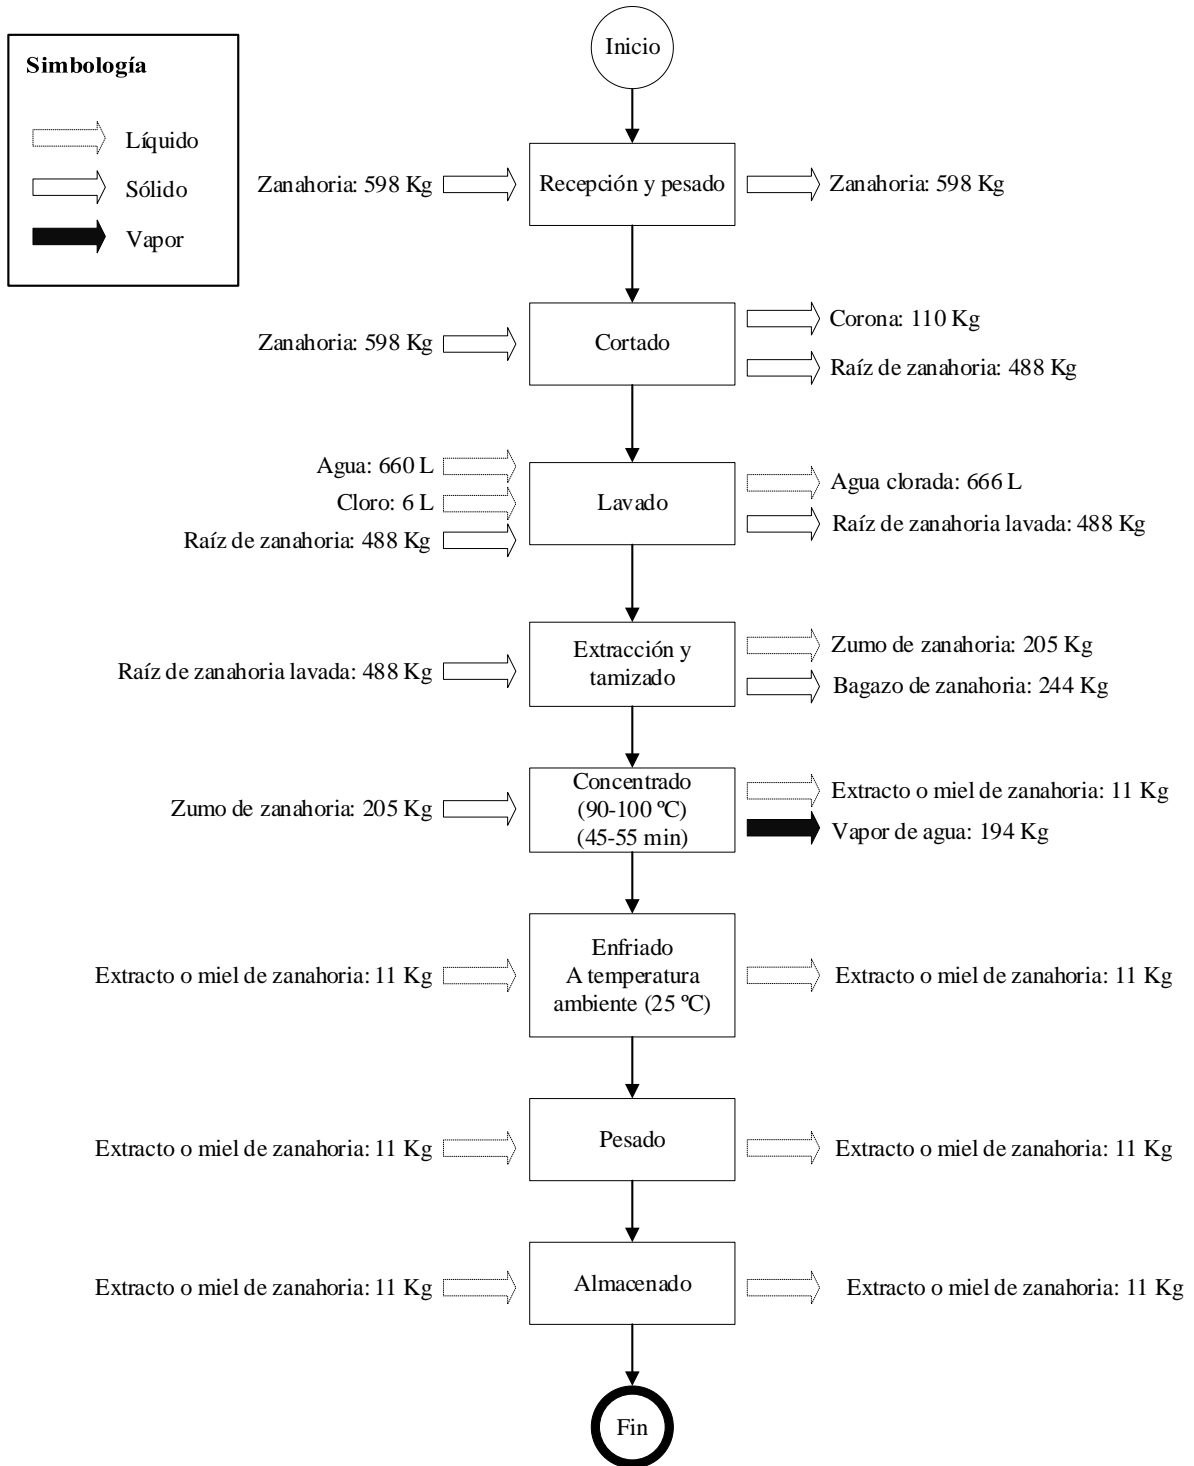 Inicio
Simbología
Líquido
Sólido
Vapor
Zanahoria: 598 Kg
Recepción y pesado
Zanahoria: 598 Kg
Zanahoria: 598 Kg
Cortado
Corona: 110 Kg
Raíz de zanahoria: 488 Kg
Agua: 660 L
Cloro: 6 L
Raíz de zanahoria: 488 Kg
Lavado
Agua clorada: 666 L
Raíz de zanahoria lavada: 488 Kg
Raíz de zanahoria lavada: 488 Kg
Extracción y
tamizado
Zumo de zanahoria: 205 Kg
Bagazo de zanahoria: 244 Kg
Zumo de zanahoria: 205 Kg
Concentrado
(90-100 ºC)
(45-55 min)
Extracto o miel de zanahoria: 11 Kg
Vapor de agua: 194 Kg
Extracto o miel de zanahoria: 11 Kg
Enfriado
A temperatura
ambiente (25 ºC)
Extracto o miel de zanahoria: 11 Kg
Extracto o miel de zanahoria: 11 Kg
Pesado
Extracto o miel de zanahoria: 11 Kg
Extracto o miel de zanahoria: 11 Kg
Almacenado
Extracto o miel de zanahoria: 11 Kg
Fin